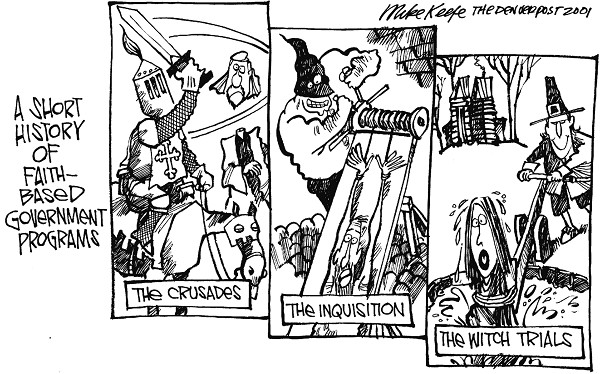 Mike Keefe THE DENVER POST 2001
A SHORT
HISTORY
OF
FAITH-
BASED
GOVERNMENT
PROGRAMS
THE CRUSADES
THE INQUISITION
THE WITCH TRIALS